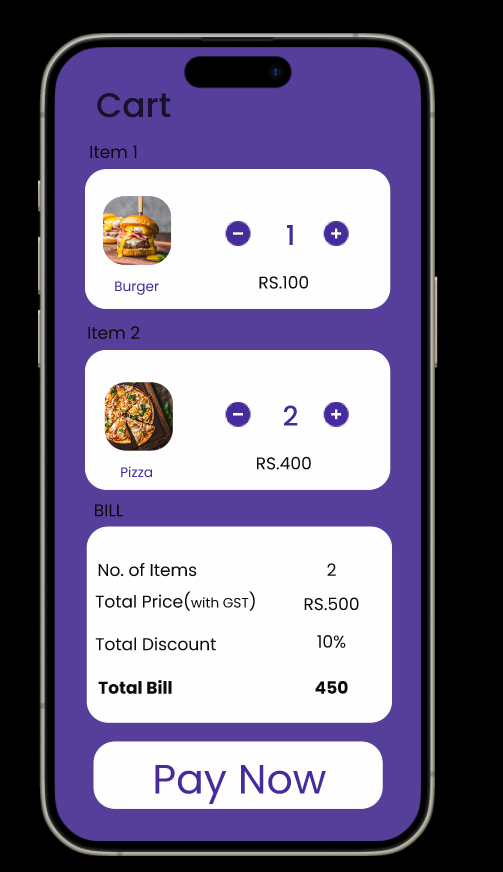 Cart
Item 1
1
RS.100
Burger
Item 2
2
RS.400
Pizza
BILL
No. of Items 2
Total Price(with GST) RS.500
Total Discount 10%
Total Bill 450
Pay Now